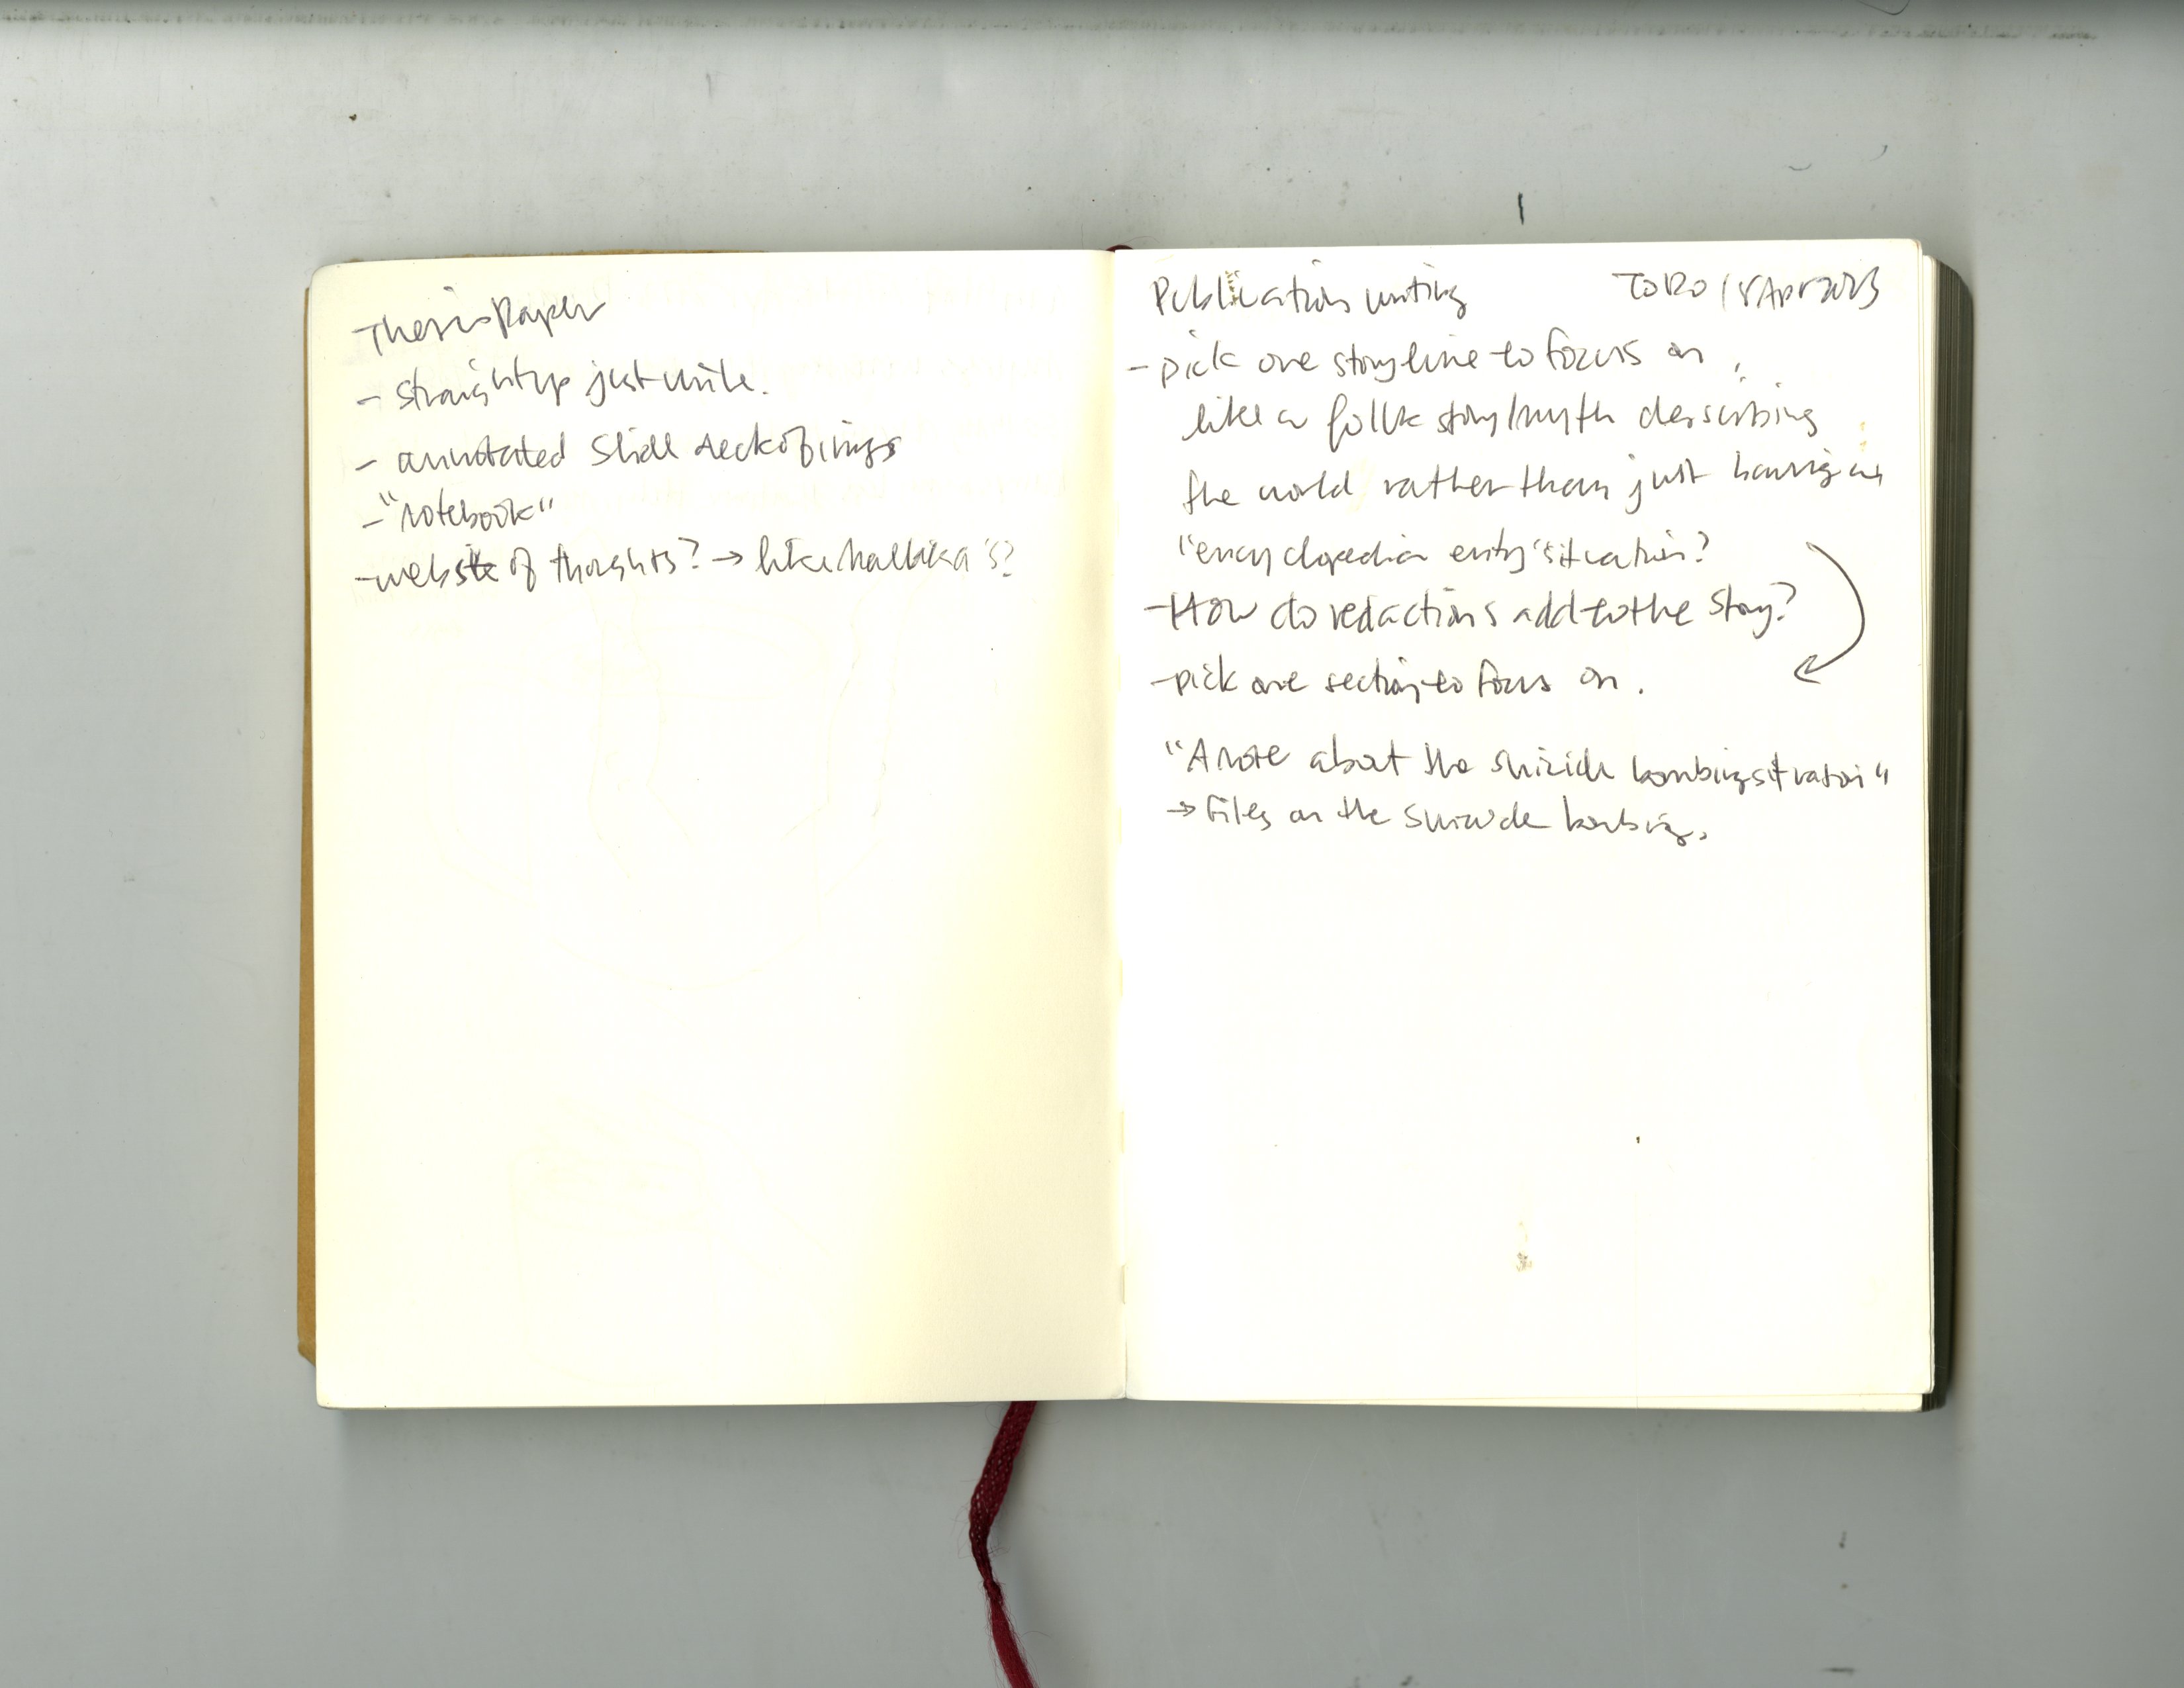 Thesis Paper
- straight up just write.
- annotated slide deck of imgs
- "notebook"
- website of thoughts? → like Mallika's?
Publication writing TODO 18 Apr 2023
- pick one storyline to focus on,
like a folk story/myth describing
the world rather than just having an
"encyclopedia entry" situation?
- How do redactions add to the story?
- pick one section to focus on.
"A note about the suicide bombing situation"
→ Files on the suicide bombing.